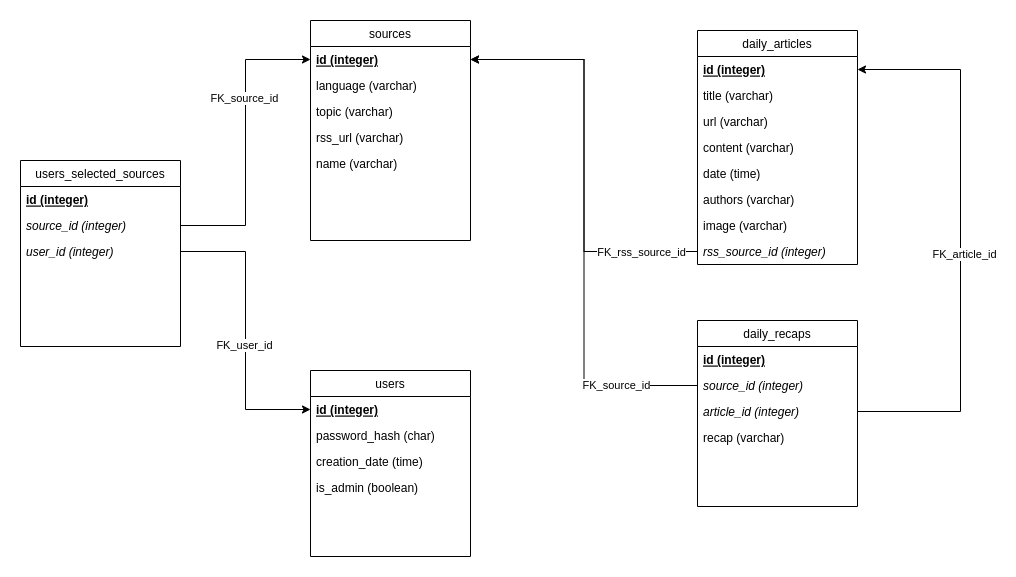 sources
id (integer)
language (varchar)
topic (varchar)
rss_url (varchar)
name (varchar)
daily_articles
id (integer)
title (varchar)
url (varchar)
content (varchar)
date (time)
authors (varchar)
image (varchar)
rss_source_id (integer)
FK_source_id
users_selected_sources
id (integer)
source_id (integer)
user_id (integer)
FK_rss_source_id
FK_article_id
FK_user_id
daily_recaps
id (integer)
source_id (integer)
article_id (integer)
recap (varchar)
FK_source_id
users
id (integer)
password_hash (char)
creation_date (time)
is_admin (boolean)